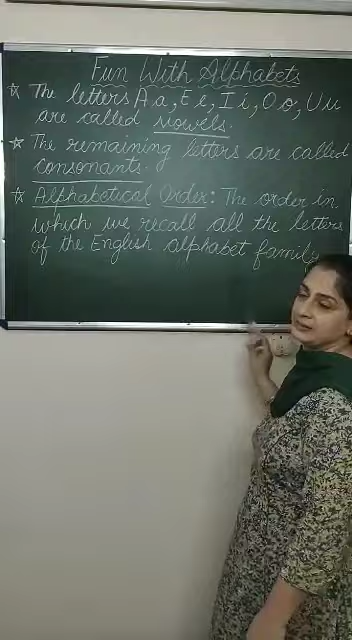 Fun With Alphabets
☆ The letters A a, E e, I i, O o, U u
are called vowels.
☆ The remaining letters are called
consonants.
☆ Alphabetical Order: The order in
which we recall all the letters
of the English alphabet family